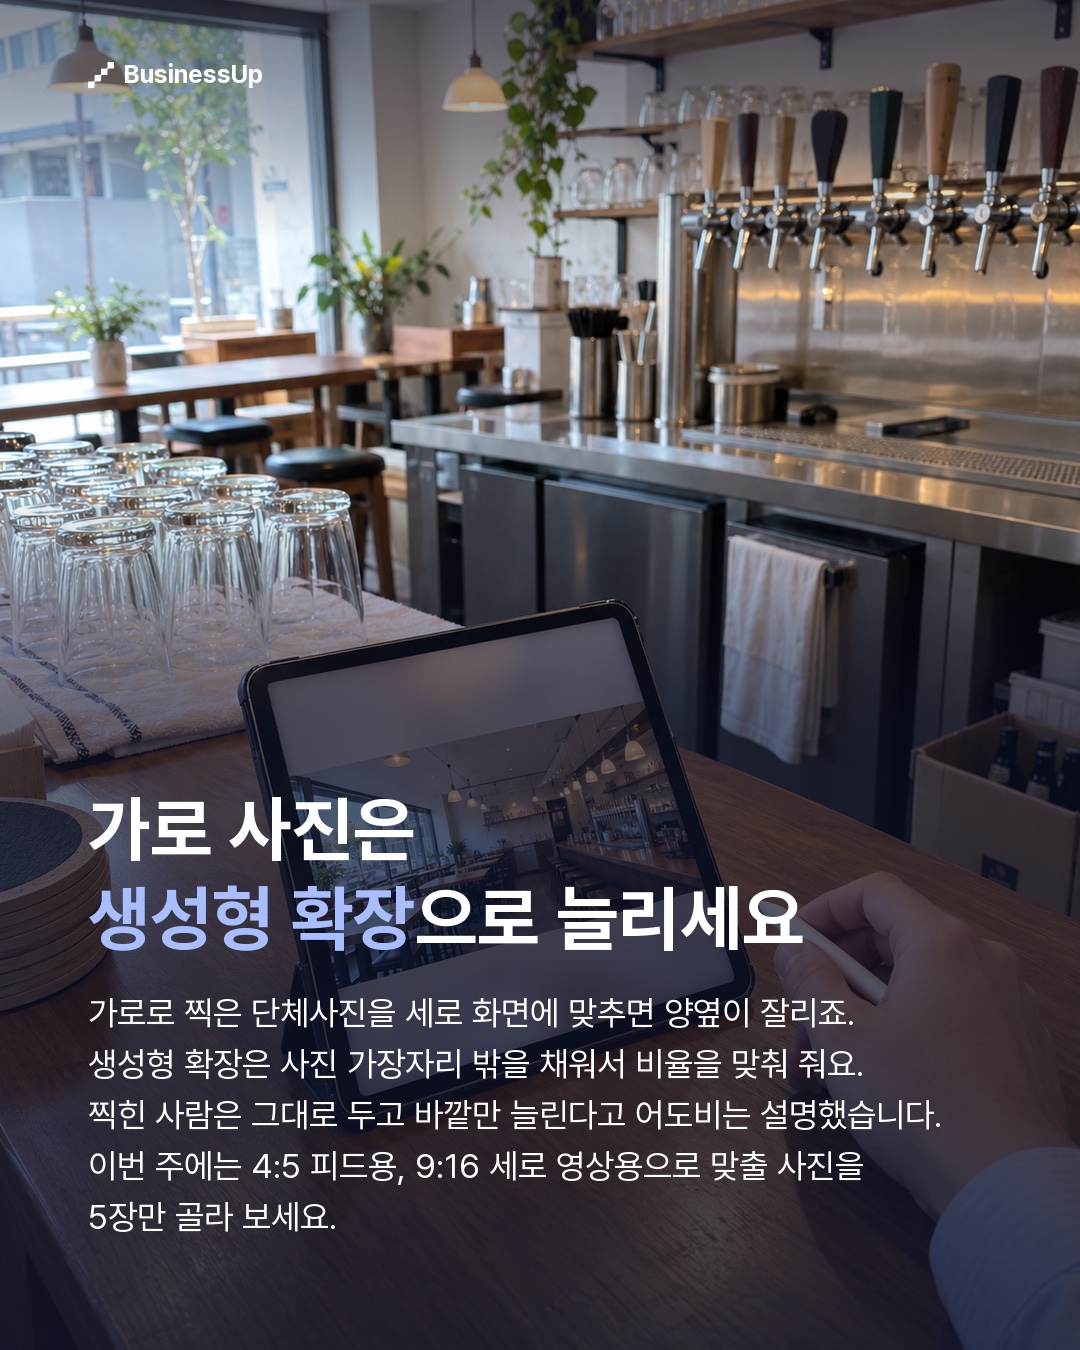 BusinessUp
가로 사진은
생성형 확장으로 늘리세요
가로로 찍은 단체사진을 세로 화면에 맞추면 양옆이 잘리죠.
생성형 확장은 사진 가장자리 밖을 채워서 비율을 맞춰 줘요.
찍힌 사람은 그대로 두고 바깥만 늘린다고 어도비는 설명했습니다.
이번 주에는 4:5 피드용, 9:16 세로 영상용으로 맞출 사진을
5장만 골라 보세요.